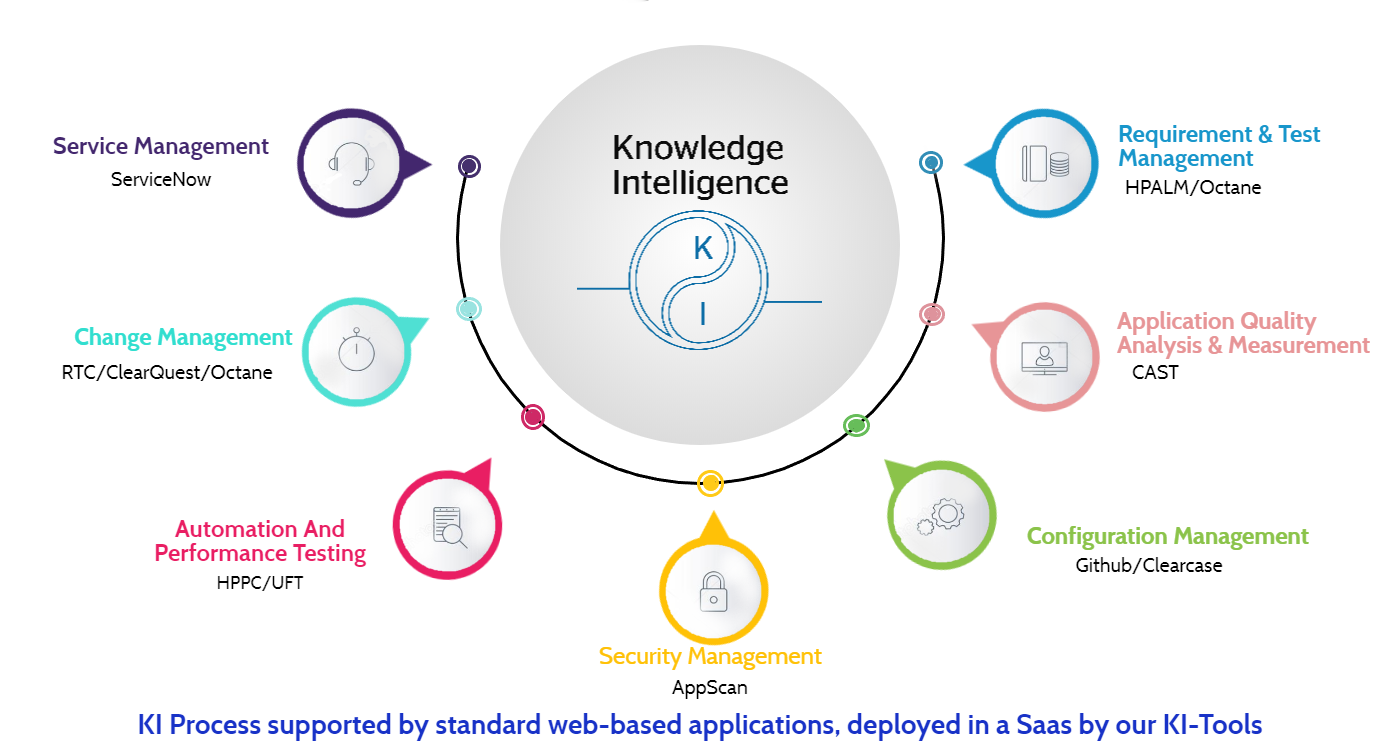 Knowledge
Intelligence
K
I
Service Management
ServiceNow
Change Management
RTC/ClearQuest/Octane
Automation And
Performance Testing
HPPC/UFT
Security Management
AppScan
Configuration Management
Github/Clearcase
Application Quality
Analysis & Measurement
CAST
Requirement & Test
Management
HPALM/Octane
KI Process supported by standard web-based applications, deployed in a Saas by our KI-Tools